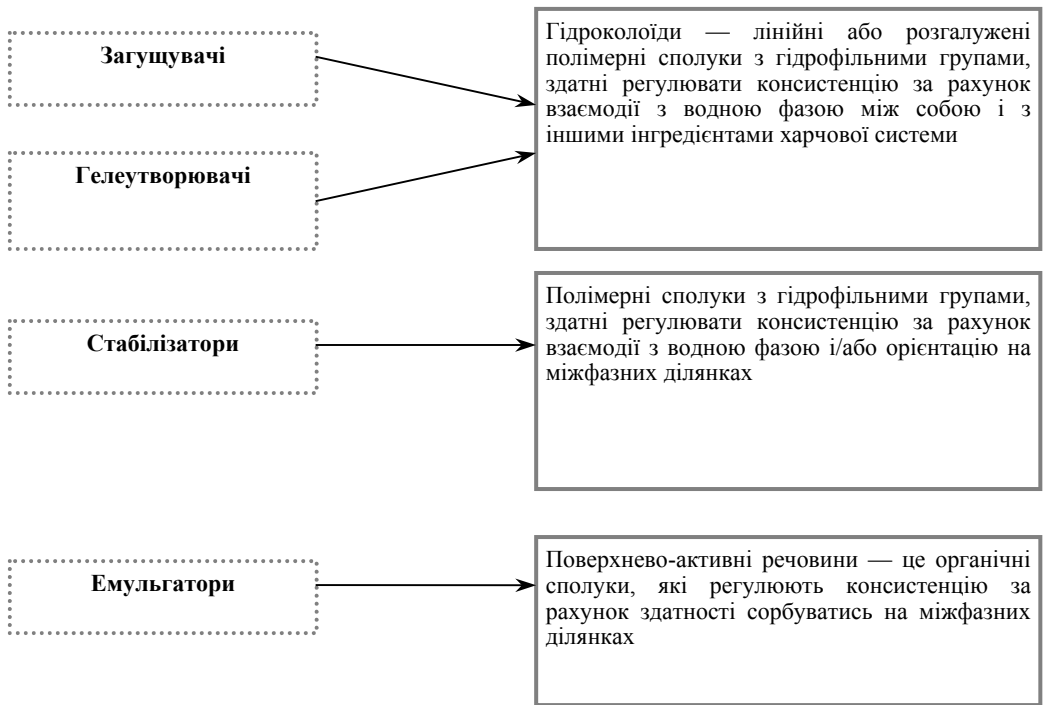 Загущувачі
Гідроколоїди — лінійні або розгалужені
полімерні сполуки з гідрофільними групами,
здатні регулювати консистенцію за рахунок
взаємодії з водною фазою між собою і з
іншими інгредієнтами харчової системи
Гелеутворювачі
Стабілізатори
Полімерні сполуки з гідрофільними групами,
здатні регулювати консистенцію за рахунок
взаємодії з водною фазою і/або орієнтацію на
міжфазних ділянках
Емульгатори
Поверхнево-активні речовини — це органічні
сполуки, які регулюють консистенцію за
рахунок здатності сорбуватись на міжфазних
ділянках